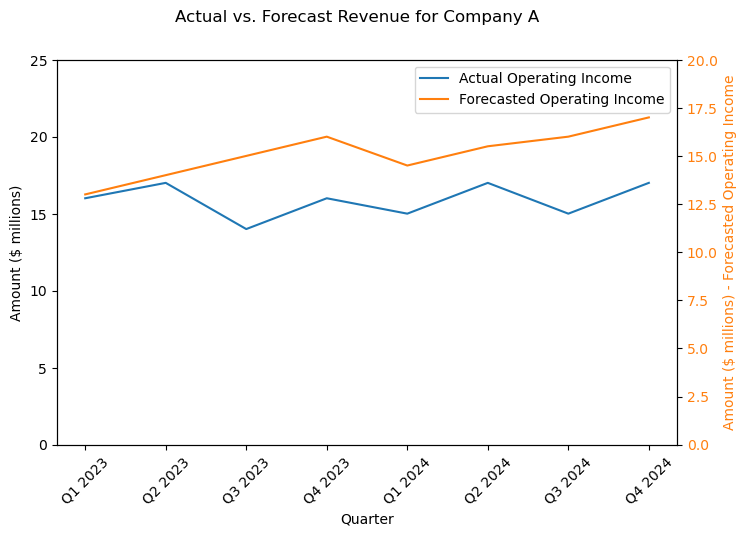 Actual vs. Forecast Revenue for Company A
Actual Operating Income
Forecasted Operating Income
Amount ($ millions)
25
20
15
10
5
0
20.0
17.5
15.0
12.5
10.0
7.5
5.0
2.5
0.0
Amount ($ millions) - Forecasted Operating Income
Q1 2023
Q2 2023
Q3 2023
Q4 2023
Q1 2024
Q2 2024
Q3 2024
Q4 2024
Quarter